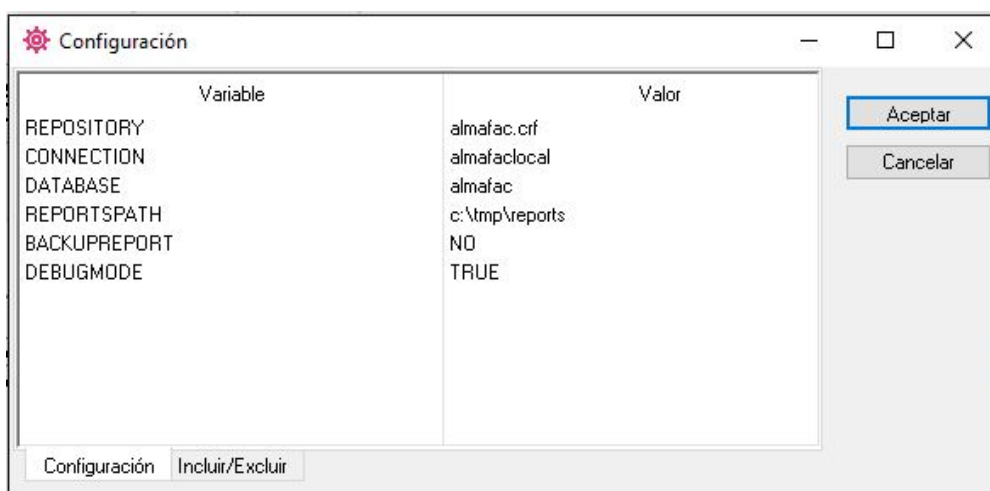 Configuración
Variable Valor
REPOSITORY almafac.crf
CONNECTION almafaclocal
DATABASE almafac
REPORTSPATH c:\tmp\reports
BACKUPREPORT NO
DEBUGMODE TRUE
Aceptar
Cancelar
Configuración Incluir/Excluir